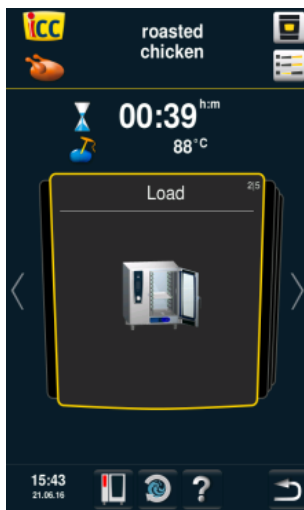 icc
roasted
chicken
00:39 h:m
88°C
Load
2|5
15:43
21.06.16
?